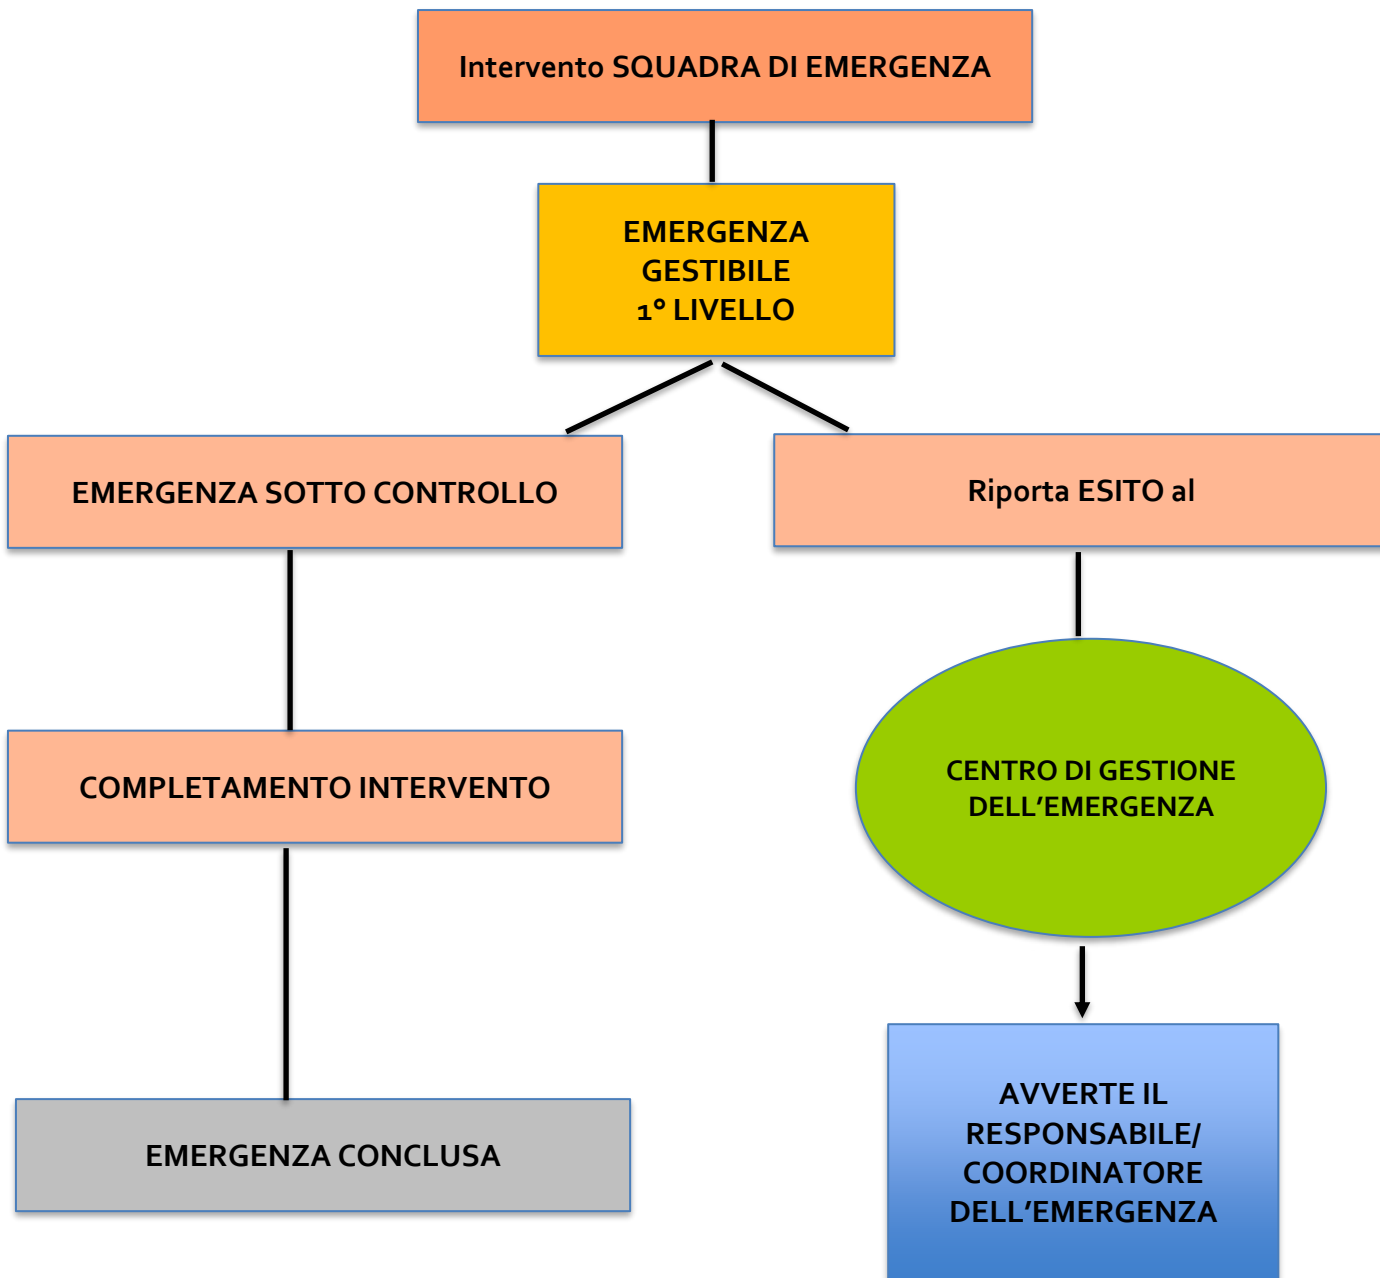 Intervento SQUADRA DI EMERGENZA
EMERGENZA
GESTIBILE
1° LIVELLO
EMERGENZA SOTTO CONTROLLO
Riporta ESITO al
COMPLETAMENTO INTERVENTO
CENTRO DI GESTIONE
DELL’EMERGENZA
EMERGENZA CONCLUSA
AVVERTE IL
RESPONSABILE/
COORDINATORE
DELL’EMERGENZA